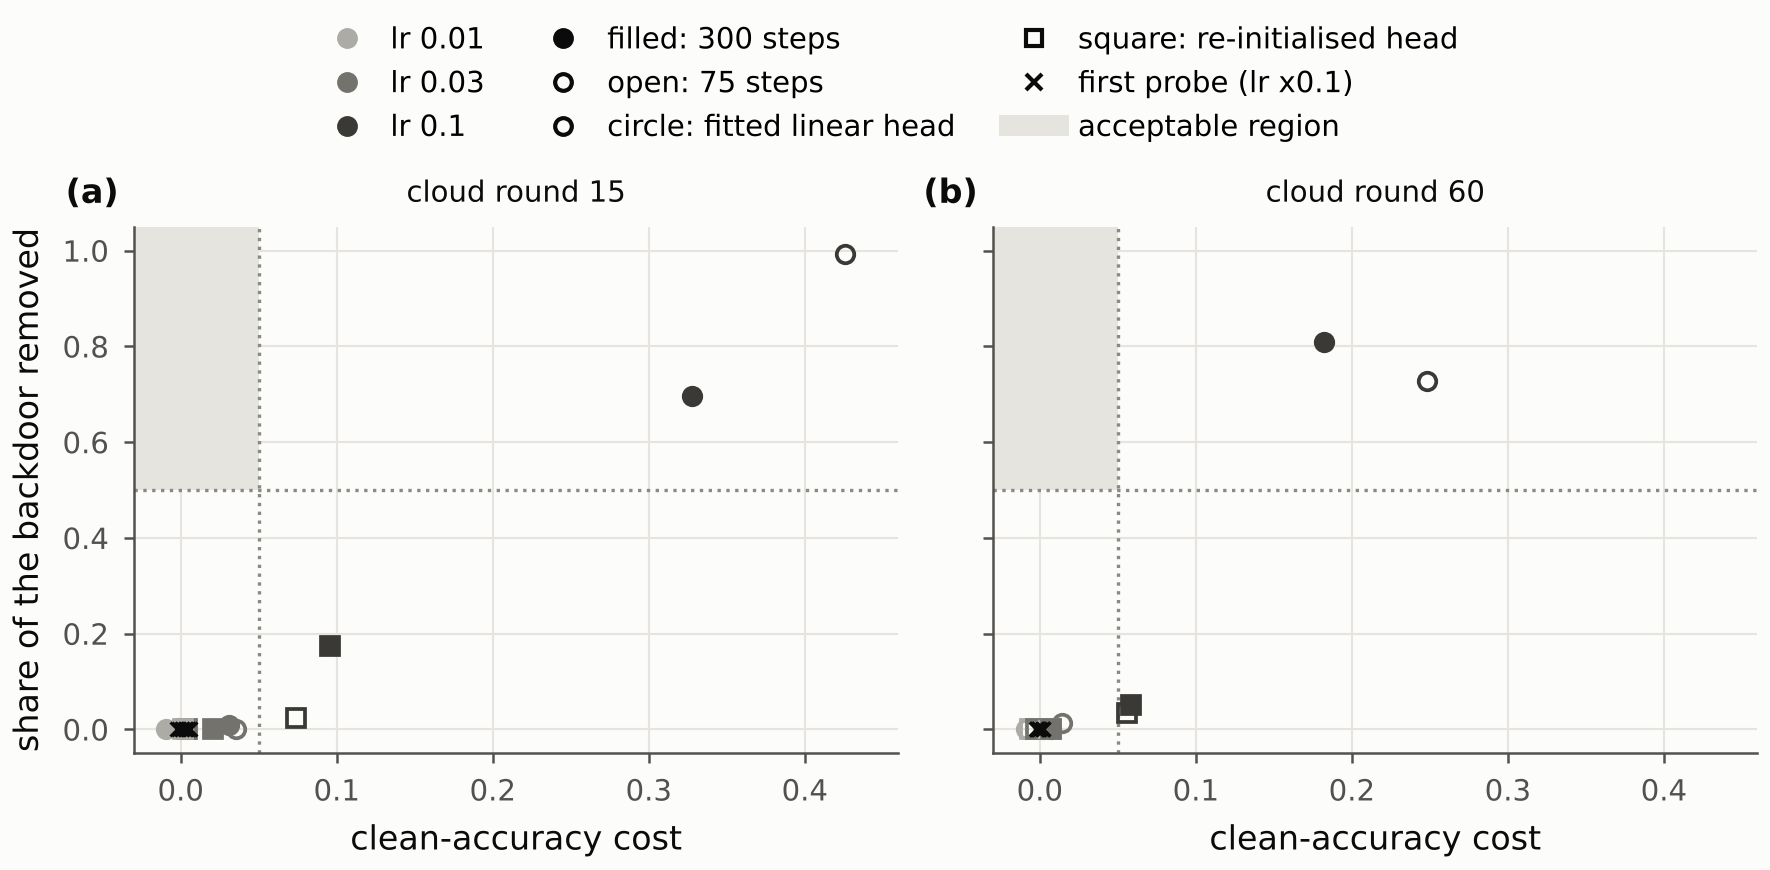 lr 0.01
lr 0.03
lr 0.1
filled: 300 steps
open: 75 steps
circle: fitted linear head
square: re-initialised head
first probe (lr x0.1)
acceptable region
(a)
cloud round 15
(b)
cloud round 60
share of the backdoor removed
1.0
0.8
0.6
0.4
0.2
0.0
0.0 0.1 0.2 0.3 0.4
clean-accuracy cost
0.0 0.1 0.2 0.3 0.4
clean-accuracy cost